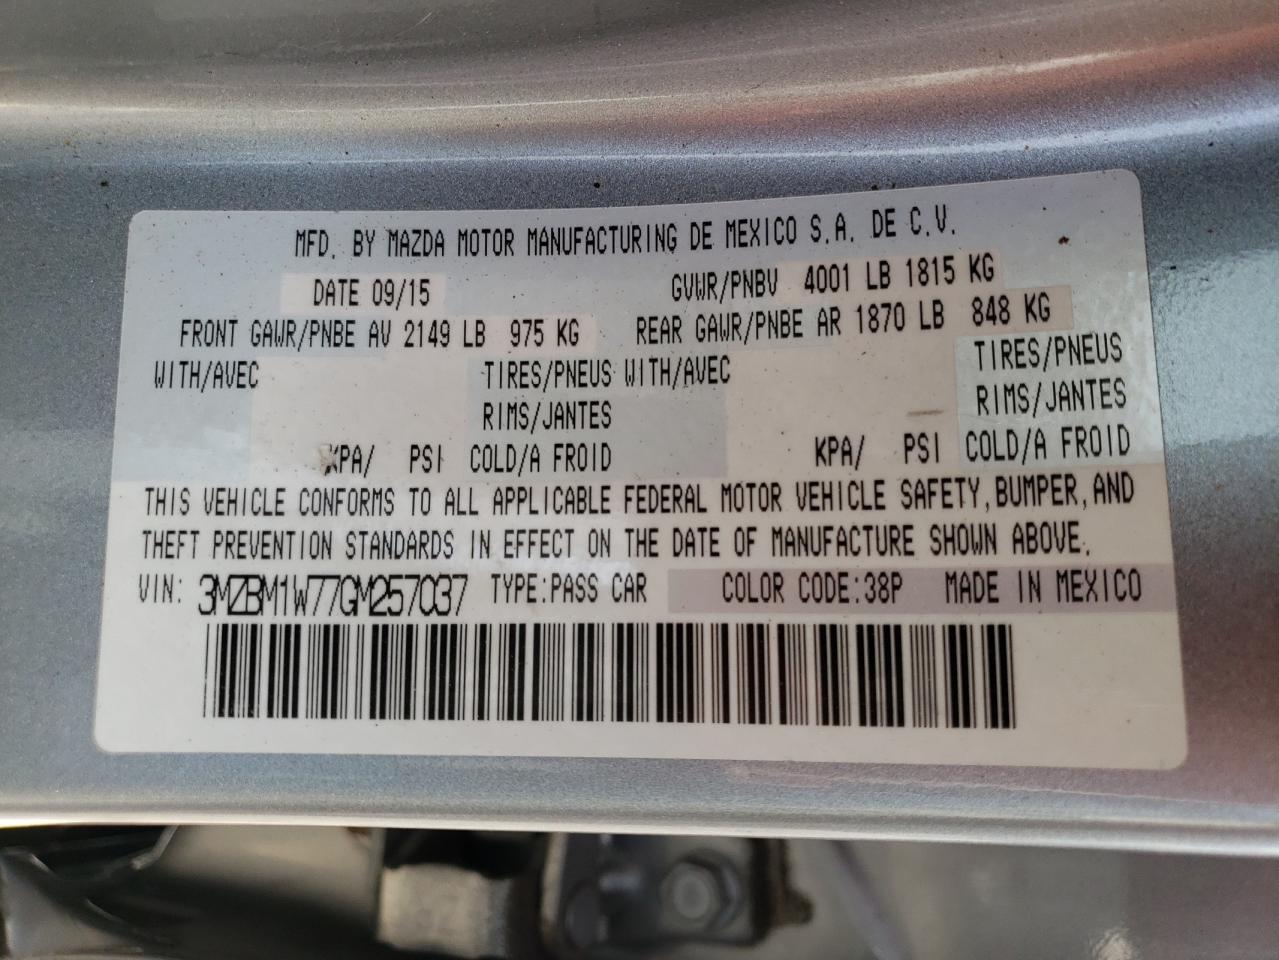 MFD. BY MAZDA MOTOR MANUFACTURING DE MEXICO S.A. DE C.V.
DATE 09/15 GVWR/PNBV 4001 LB 1815 KG
FRONT GAWR/PNBE AV 2149 LB 975 KG REAR GAWR/PNBE AR 1870 LB 848 KG
WITH/AVEC TIRES/PNEUS WITH/AVEC TIRES/PNEUS
RIMS/JANTES RIMS/JANTES
KPA/ PSI COLD/A FROID KPA/ PSI COLD/A FROID
THIS VEHICLE CONFORMS TO ALL APPLICABLE FEDERAL MOTOR VEHICLE SAFETY, BUMPER, AND
THEFT PREVENTION STANDARDS IN EFFECT ON THE DATE OF MANUFACTURE SHOWN ABOVE.
VIN: 3MZBM1W77GM257037 TYPE:PASS CAR COLOR CODE:38P MADE IN MEXICO